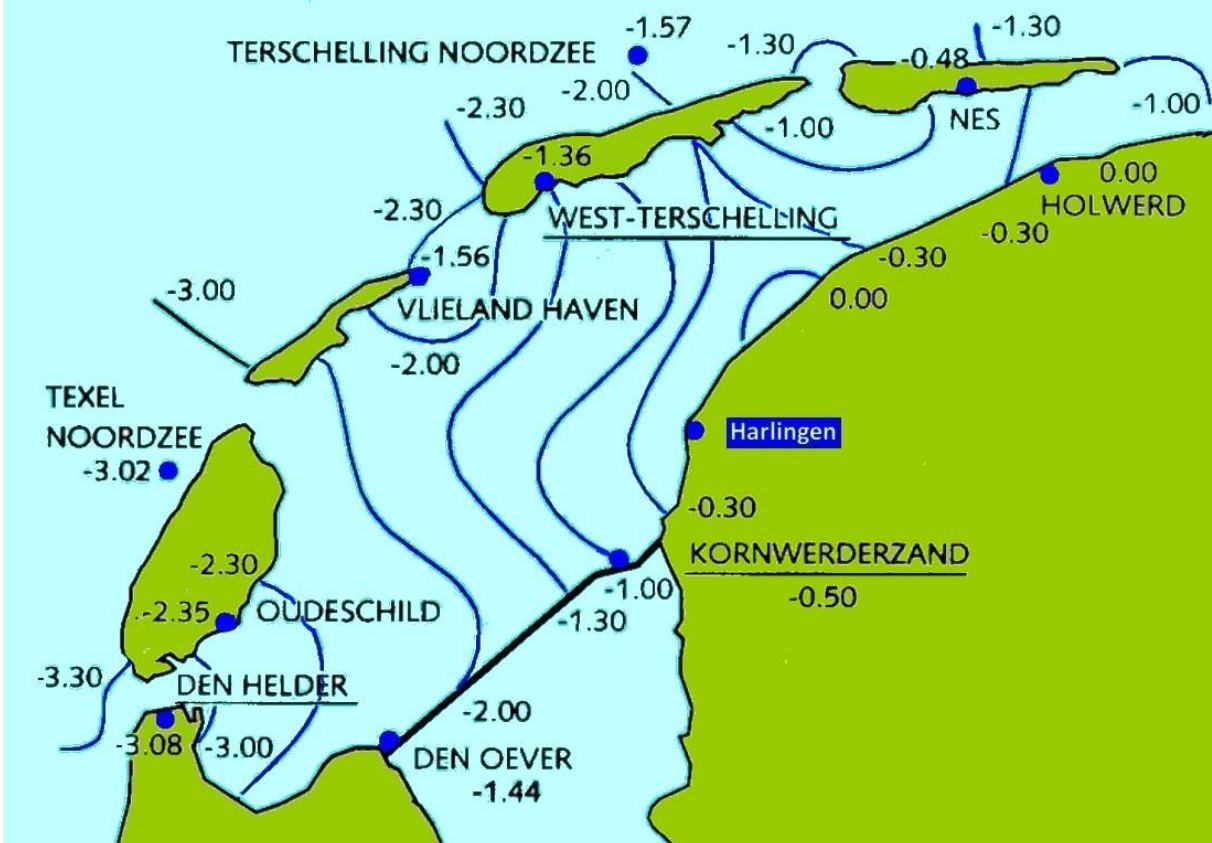 -1.57
TERSCHELLING NOORDZEE
-1.30
-1.30
-0.48
-2.00
-2.30
-1.00
-1.00
NES
-1.36
0.00
-2.30
WEST-TERSCHELLING
HOLWERD
-0.30
-1.56
-0.30
-3.00
0.00
VLIELAND HAVEN
-2.00
TEXEL
NOORDZEE
-3.02
Harlingen
-0.30
KORNWERDERZAND
-0.50
-2.30
-1.00
-2.35
OUDESCHILD
-1.30
-3.30
DEN HELDER
-2.00
-3.08
-3.00
DEN OEVER
-1.44